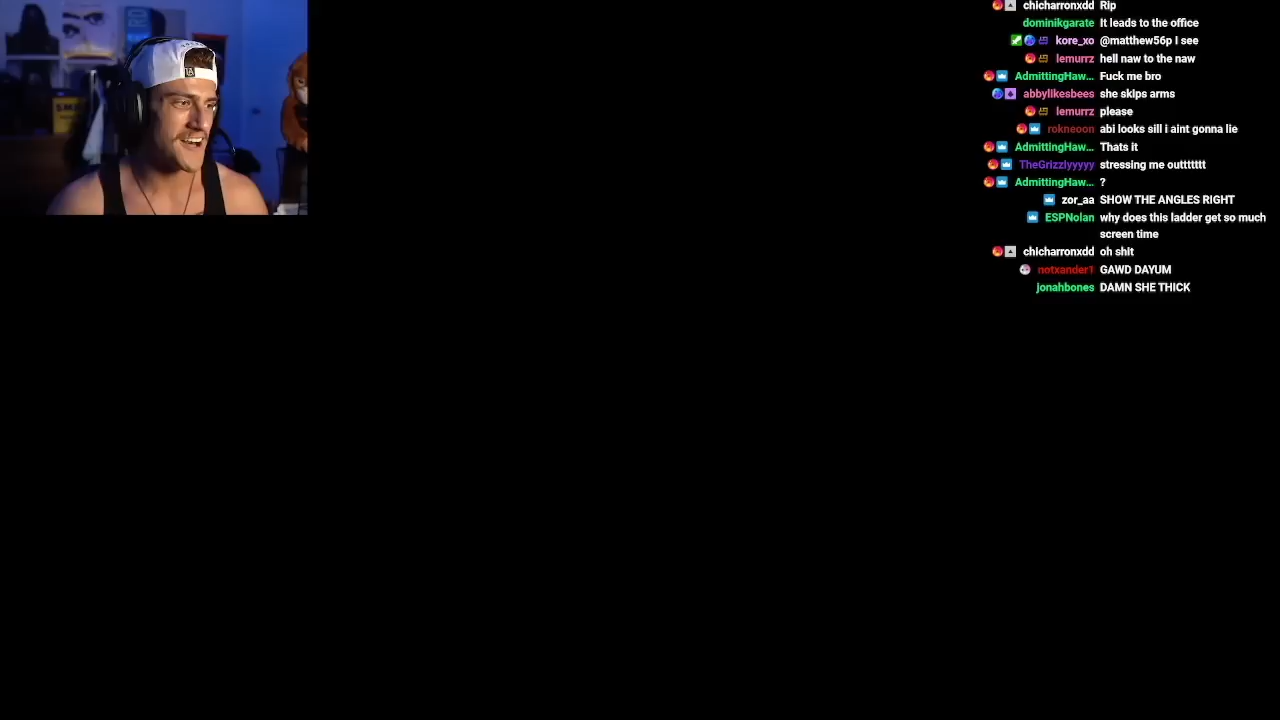 chicharronxdd Rip
dominikgarate It leads to the office
kore_xo @matthew56p I see
lemurrz hell naw to the naw
AdmittingHaw... Fuck me bro
abbylikesbees she skips arms
lemurrz please
rokneoon abi looks sill i aint gonna lie
AdmittingHaw... Thats it
TheGrizzlyyyyy stressing me outttttttt
AdmittingHaw... ?
zor_aa SHOW THE ANGLES RIGHT
ESPNolan why does this ladder get so much
screen time
chicharronxdd oh shit
notxander1 GAWD DAYUM
jonahbones DAMN SHE THICK